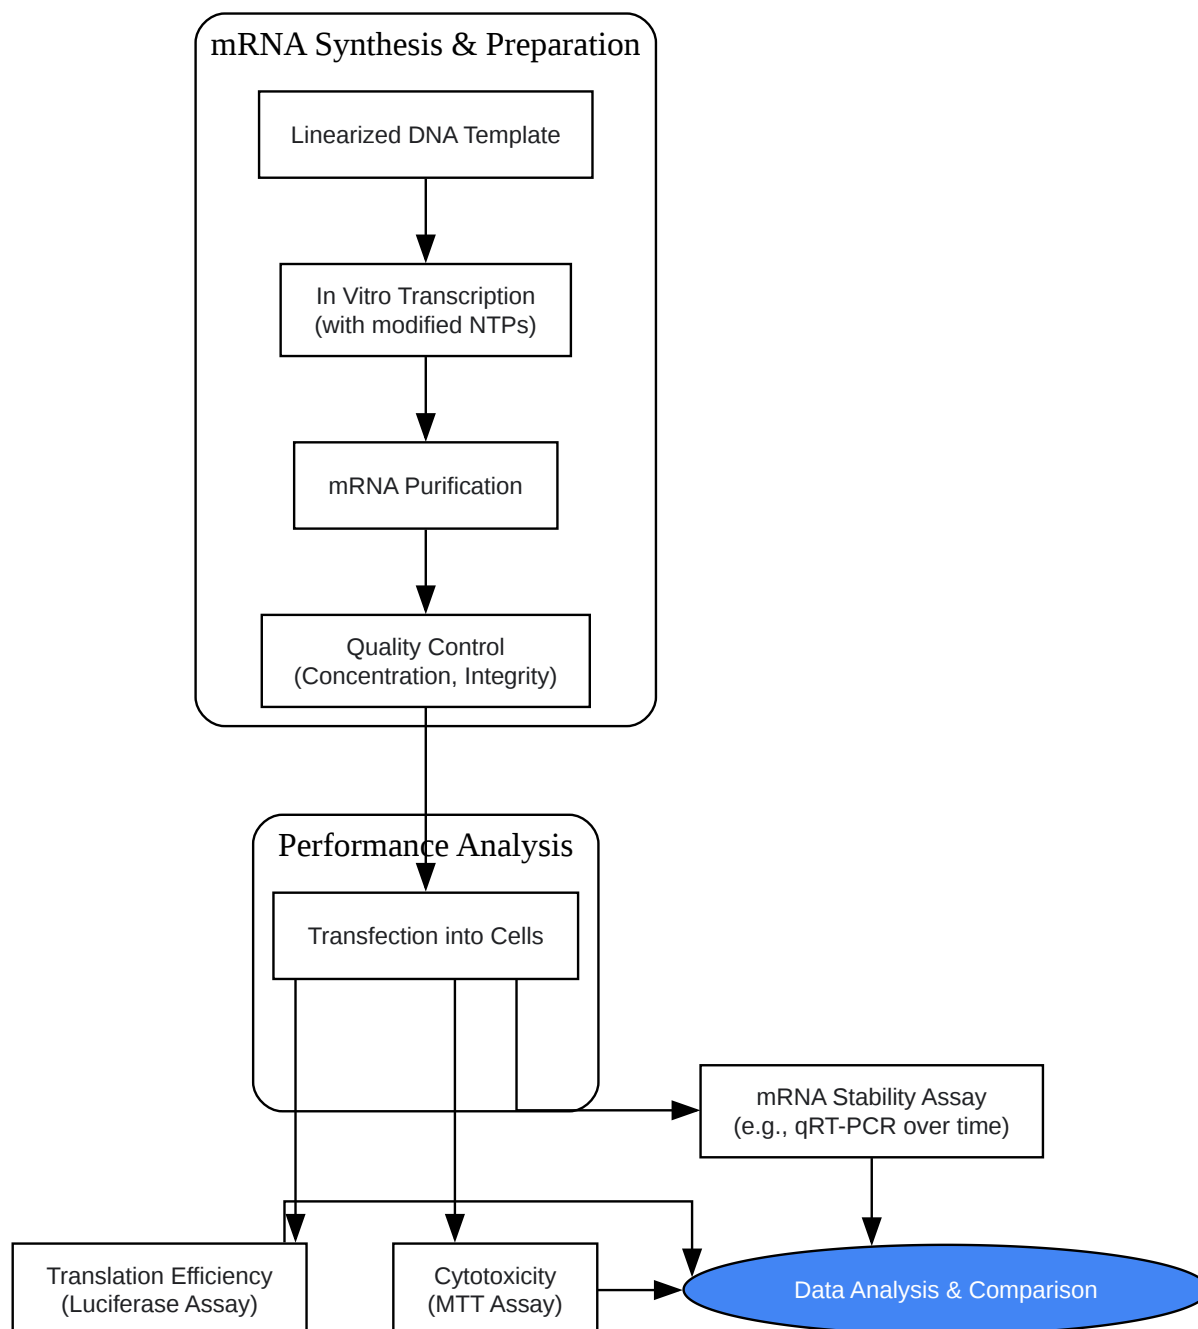 mRNA Synthesis & Preparation
Linearized DNA Template
In Vitro Transcription
(with modified NTPs)
mRNA Purification
Quality Control
(Concentration, Integrity)
Performance Analysis
Transfection into Cells
mRNA Stability Assay
(e.g., qRT-PCR over time)
Translation Efficiency
(Luciferase Assay)
Cytotoxicity
(MTT Assay)
Data Analysis & Comparison